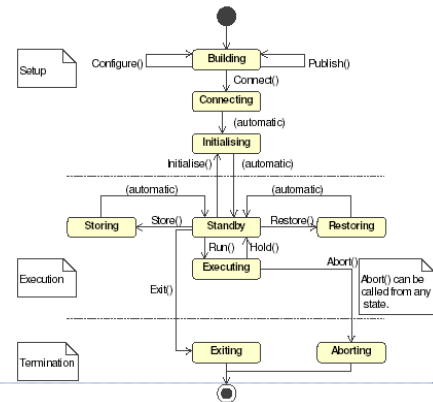 Building
Configure()
Publish()
Setup
Connect()
Connecting
(automatic)
Initialising
Initialise()
(automatic)
(automatic)
(automatic)
Storing
Store()
Standby
Restore()
Restoring
Run()
Hold()
Executing
Abort()
Execution
Exit()
Abort() can be
called from any
state.
Termination
Exiting
Aborting